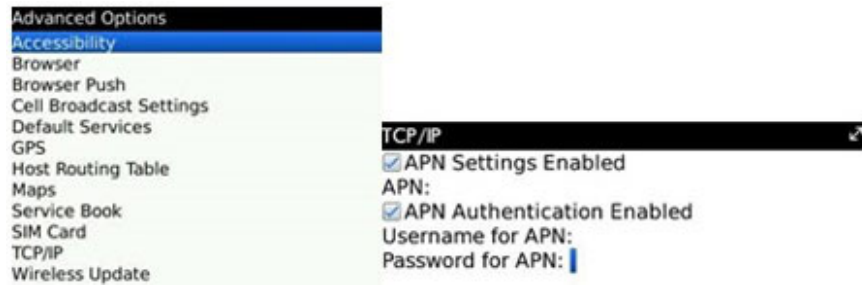 Advanced Options
Accessibility
Browser
Browser Push
Cell Broadcast Settings
Default Services
GPS
Host Routing Table
Maps
Service Book
SIM Card
TCP/IP
Wireless Update
TCP/IP
APN Settings Enabled
APN:
APN Authentication Enabled
Username for APN:
Password for APN: